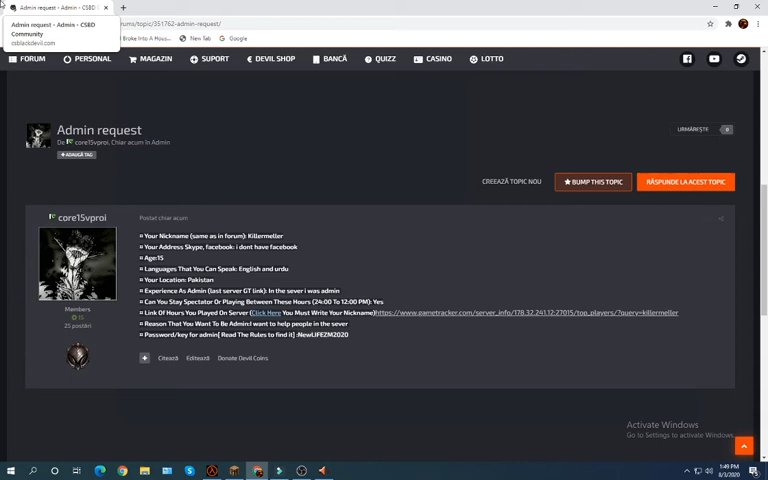 Admin request - Admin - CSBD
rums/topic/351762-admin-request/
Admin request - Admin - CSBD
Community
csblackdevil.com
Broke Into A Hous... New Tab Google
FORUM PERSONAL MAGAZIN SUPORT DEVIL SHOP BANCĂ QUIZZ CASINO LOTTO
Admin request
De core15vproi, Chiar acum în Admin
ADAUGĂ TAG
URMĂREȘTE 0
CREEAZĂ TOPIC NOU BUMP THIS TOPIC RĂSPUNDE LA ACEST TOPIC
core15vproi
Members
25 postări
Postat chiar acum
¤ Your Nickname (same as in forum): Killermeller
¤ Your Address Skype, facebook: i dont have facebook
¤ Age:15
¤ Languages That You Can Speak: English and urdu
¤ Your Location: Pakistan
¤ Experience As Admin (last server GT link): In the sever i was admin
¤ Can You Stay Spectator Or Playing Between These Hours (24:00 To 12:00 PM): Yes
¤ Link Of Hours You Played On Server (Click Here You Must Write Your Nickname)https://www.gametracker.com/server_info/178.32.241.12:27015/top_players/?query=killermeller
¤ Reason That You Want To Be Admin:I want to help people in the sever
¤ Password/key for admin[ Read The Rules to find it] :NewLIFEZM2020
Citează Editează Donate Devil Coins
Activate Windows
Go to Settings to activate Windows.
1:49 PM
8/3/2020